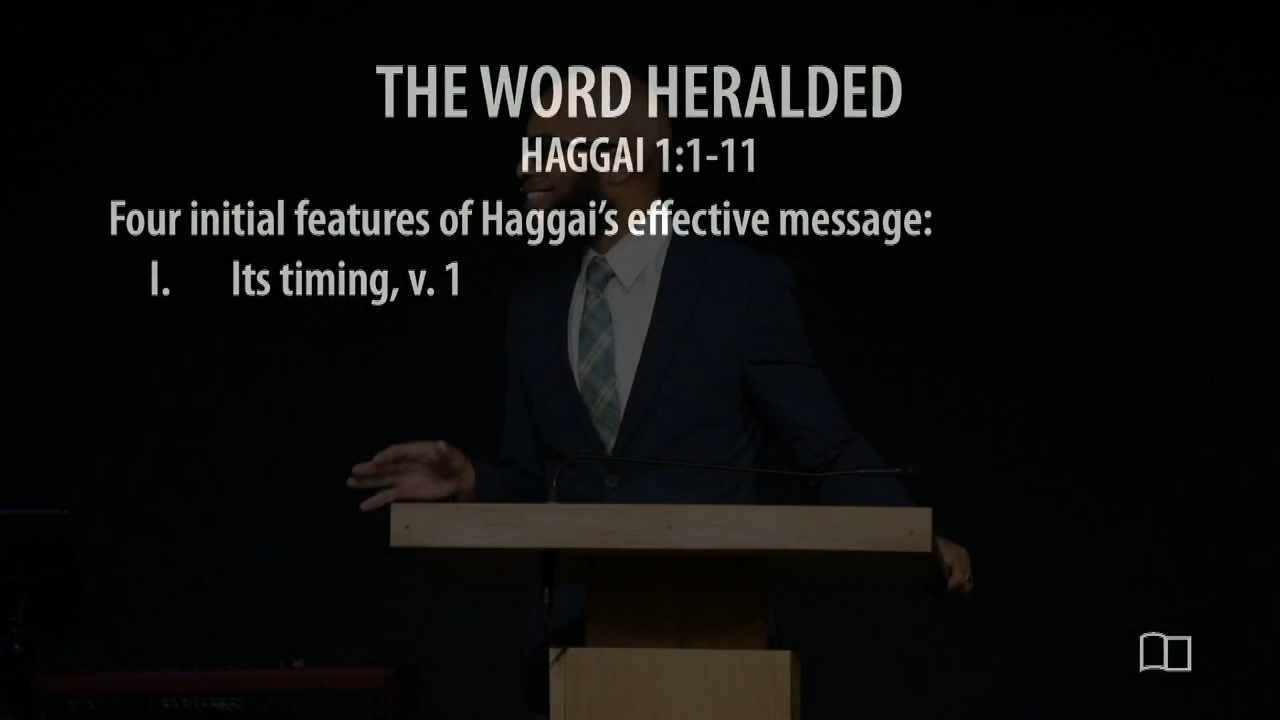 THE WORD HERALDED
HAGGAI 1:1-11
Four initial features of Haggai’s effective message:
I. Its timing, v. 1